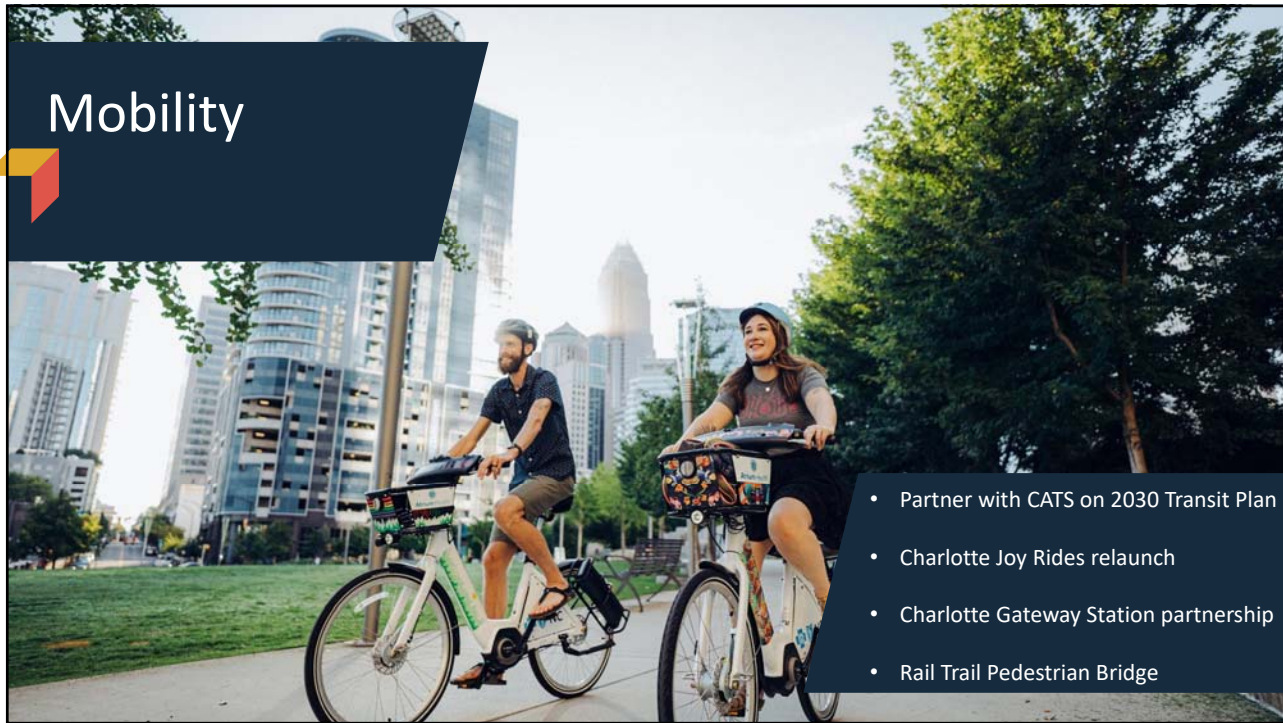 Mobility
• Partner with CATS on 2030 Transit Plan
• Charlotte Joy Rides relaunch
• Charlotte Gateway Station partnership
• Rail Trail Pedestrian Bridge